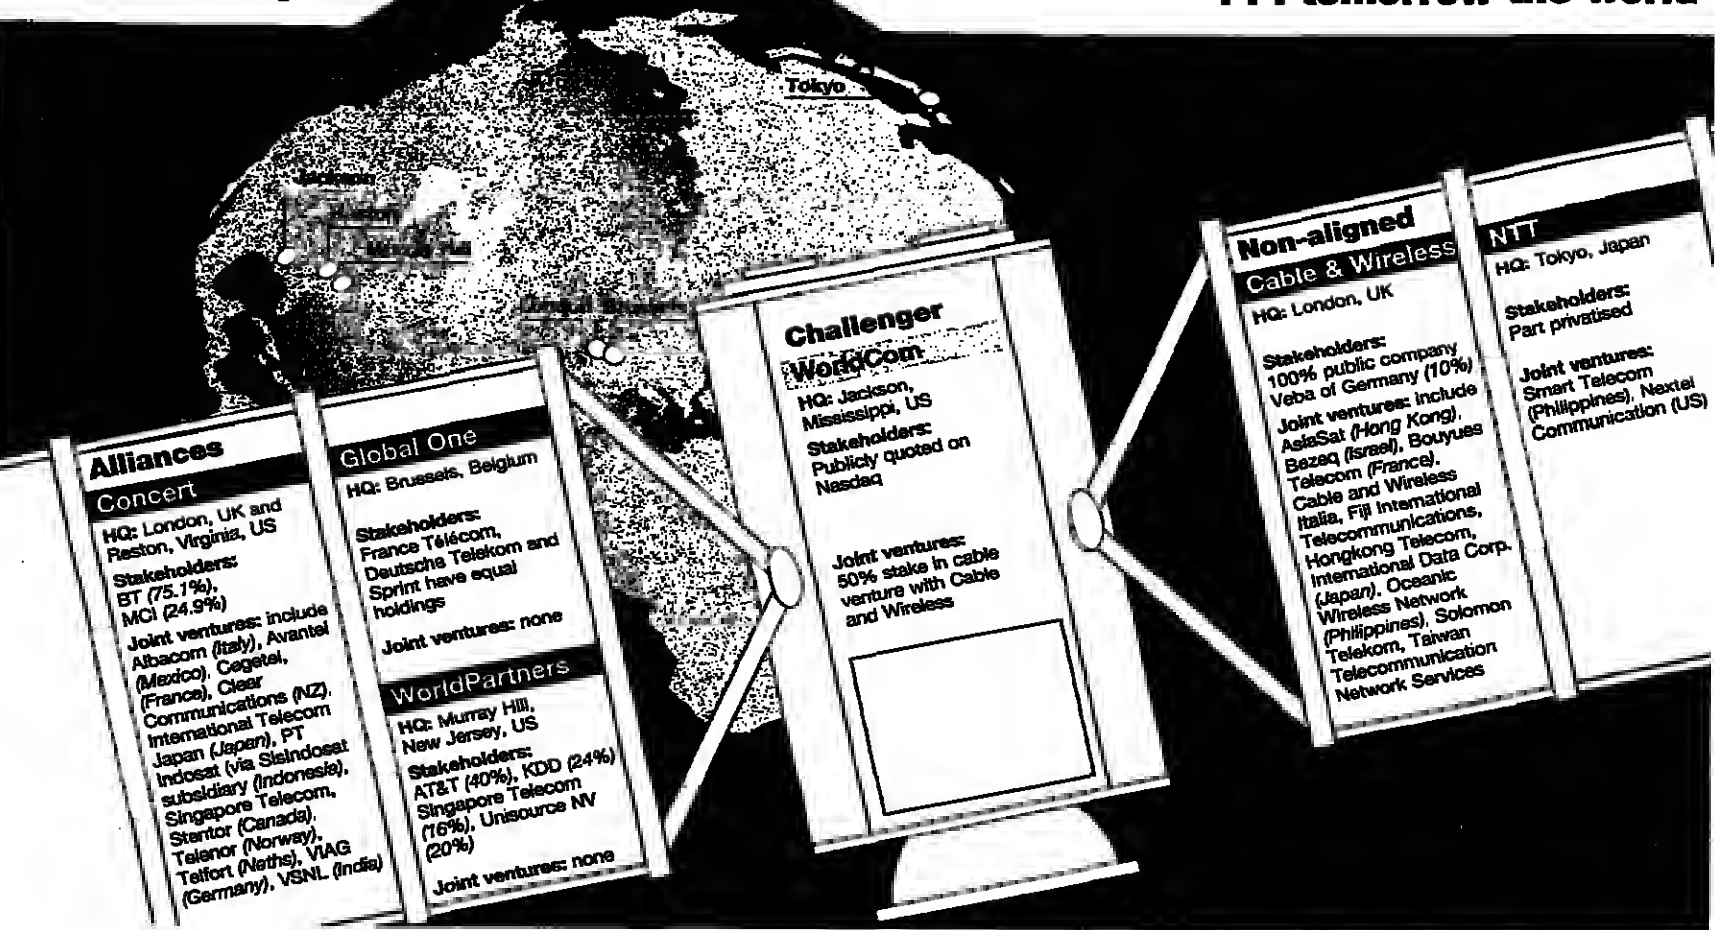 ... tomorrow the world
Tokyo
Jackson
Reston
Murray Hill
Alliances
Concert
HQ: London, UK and
Reston, Virginia, US
Stakeholders:
BT (75.1%),
MCI (24.9%)
Joint ventures: include
Albacom (Italy), Avantel
(Mexico), Cegetel,
(France), Clear
Communications (NZ),
International Telecom
Japan (Japan), PT
Indosat (via Sisindosat
subsidiary (Indonesia),
Singapore Telecom,
Stentor (Canada),
Telenor (Norway),
Telfort (Neths), VIAG
(Germany), VSNL (India)
Global One
HQ: Brussels, Belgium
Stakeholders:
France Télécom,
Deutsche Telekom and
Sprint have equal
holdings
Joint ventures: none
WorldPartners
HQ: Murray Hill,
New Jersey, US
Stakeholders:
AT&T (40%), KDD (24%)
Singapore Telecom
(16%), Unisource NV
(20%)
Joint ventures: none
Challenger
WorldCom
HQ: Jackson,
Mississippi, US
Stakeholders:
Publicly quoted on
Nasdaq
Joint ventures:
50% stake in cable
venture with Cable
and Wireless
Non-aligned
Cable & Wireless
HQ: London, UK
Stakeholders:
100% public company
Veba of Germany (10%)
Joint ventures: include
AsiaSat (Hong Kong),
Bezeq (Israel), Bouyues
Telecom (France),
Cable and Wireless
Italia, Fiji International
Telecommunications,
Hongkong Telecom,
International Data Corp.
(Japan), Oceanic
Wireless Network
(Philippines), Solomon
Telekom, Taiwan
Telecommunication
Network Services
NTT
HQ: Tokyo, Japan
Stakeholders:
Part privatised
Joint ventures:
Smart Telecom
(Philippines), Nextel
Communication (US)